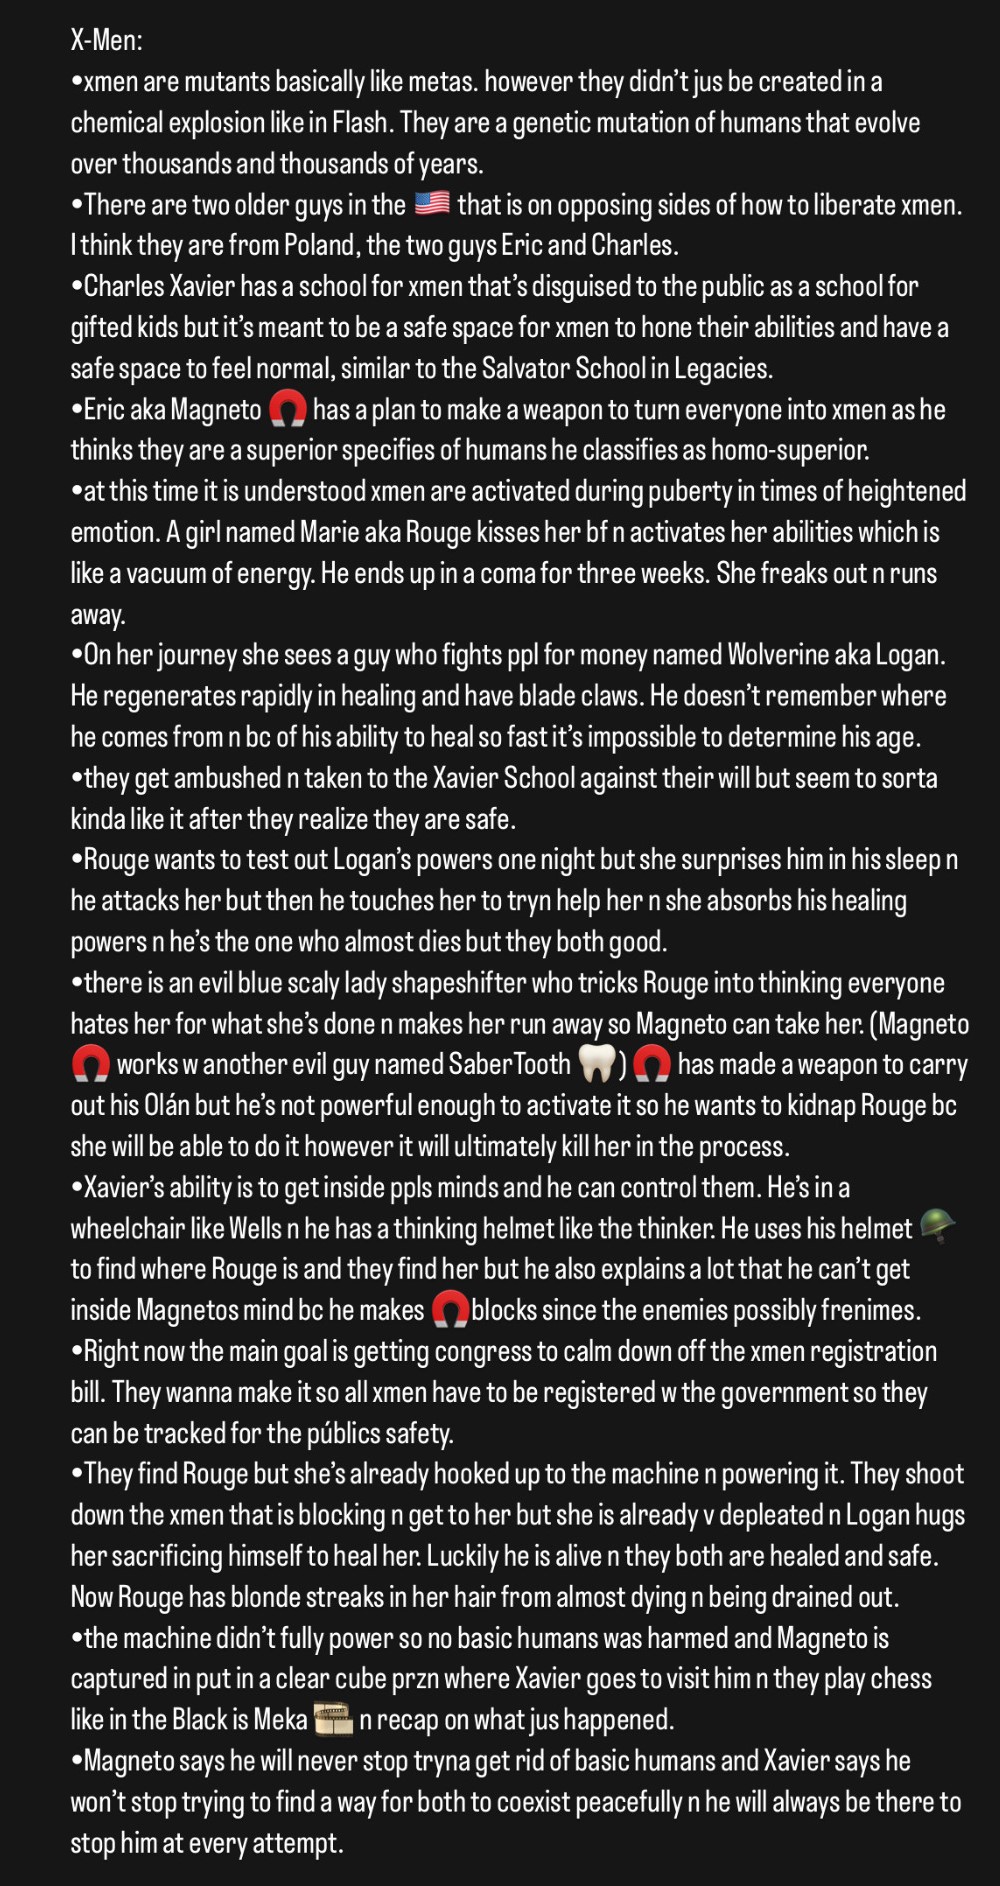 X-Men:
•xmen are mutants basically like metas. however they didn't jus be created in a
chemical explosion like in Flash. They are a genetic mutation of humans that evolve
over thousands and thousands of years.
•There are two older guys in the 🇺🇸 that is on opposing sides of how to liberate xmen.
I think they are from Poland, the two guys Eric and Charles.
•Charles Xavier has a school for xmen that's disguised to the public as a school for
gifted kids but it's meant to be a safe space for xmen to hone their abilities and have a
safe space to feel normal, similar to the Salvator School in Legacies.
•Eric aka Magneto 🧲 has a plan to make a weapon to turn everyone into xmen as he
thinks they are a superior specifies of humans he classifies as homo-superior.
•at this time it is understood xmen are activated during puberty in times of heightened
emotion. A girl named Marie aka Rouge kisses her bf n activates her abilities which is
like a vacuum of energy. He ends up in a coma for three weeks. She freaks out n runs
away.
•On her journey she sees a guy who fights ppl for money named Wolverine aka Logan.
He regenerates rapidly in healing and have blade claws. He doesn't remember where
he comes from n bc of his ability to heal so fast it's impossible to determine his age.
•they get ambushed n taken to the Xavier School against their will but seem to sorta
kinda like it after they realize they are safe.
•Rouge wants to test out Logan's powers one night but she surprises him in his sleep n
he attacks her but then he touches her to tryn help her n she absorbs his healing
powers n he's the one who almost dies but they both good.
•there is an evil blue scaly lady shapeshifter who tricks Rouge into thinking everyone
hates her for what she's done n makes her run away so Magneto can take her. (Magneto
🧲 works w another evil guy named SaberTooth 🦷) 🧲 has made a weapon to carry
out his Olán but he's not powerful enough to activate it so he wants to kidnap Rouge bc
she will be able to do it however it will ultimately kill her in the process.
•Xavier's ability is to get inside ppls minds and he can control them. He's in a
wheelchair like Wells n he has a thinking helmet like the thinker. He uses his helmet 🪖
to find where Rouge is and they find her but he also explains a lot that he can't get
inside Magnetos mind bc he makes 🧲blocks since the enemies possibly frenimes.
•Right now the main goal is getting congress to calm down off the xmen registration
bill. They wanna make it so all xmen have to be registered w the government so they
can be tracked for the públics safety.
•They find Rouge but she's already hooked up to the machine n powering it. They shoot
down the xmen that is blocking n get to her but she is already v depleated n Logan hugs
her sacrificing himself to heal her. Luckily he is alive n they both are healed and safe.
Now Rouge has blonde streaks in her hair from almost dying n being drained out.
•the machine didn't fully power so no basic humans was harmed and Magneto is
captured in put in a clear cube przn where Xavier goes to visit him n they play chess
like in the Black is Meka 🎞️ n recap on what jus happened.
•Magneto says he will never stop tryna get rid of basic humans and Xavier says he
won't stop trying to find a way for both to coexist peacefully n he will always be there to
stop him at every attempt.